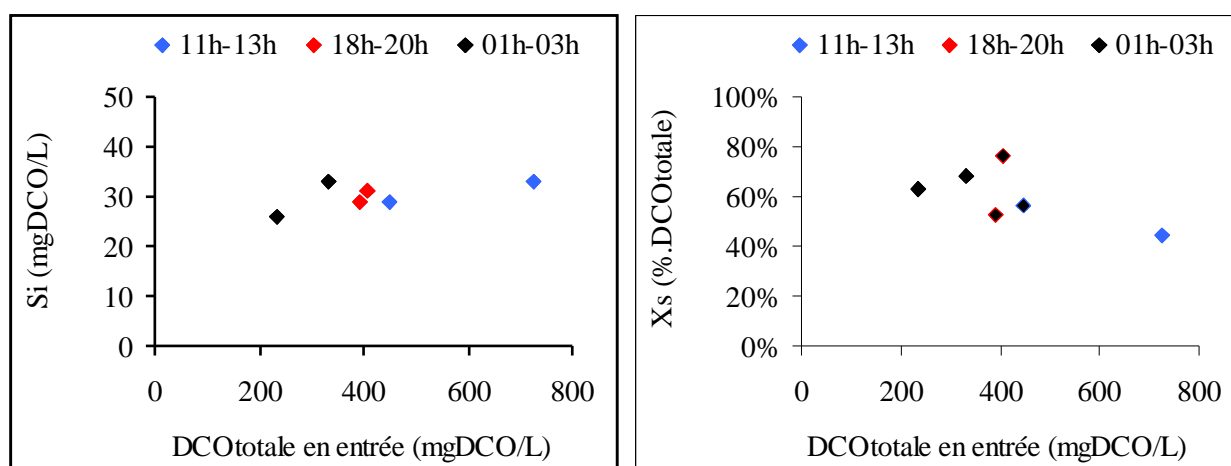 11h-13h 18h-20h 01h-03h
50
40
30
20
10
0
Si (mgDCO/L)
0 200 400 600 800
DCOtotale en entrée (mgDCO/L)
11h-13h 18h-20h 01h-03h
100%
80%
60%
40%
20%
0%
Xs (%.DCOtotale)
0 200 400 600 800
DCOtotale en entrée (mgDCO/L)